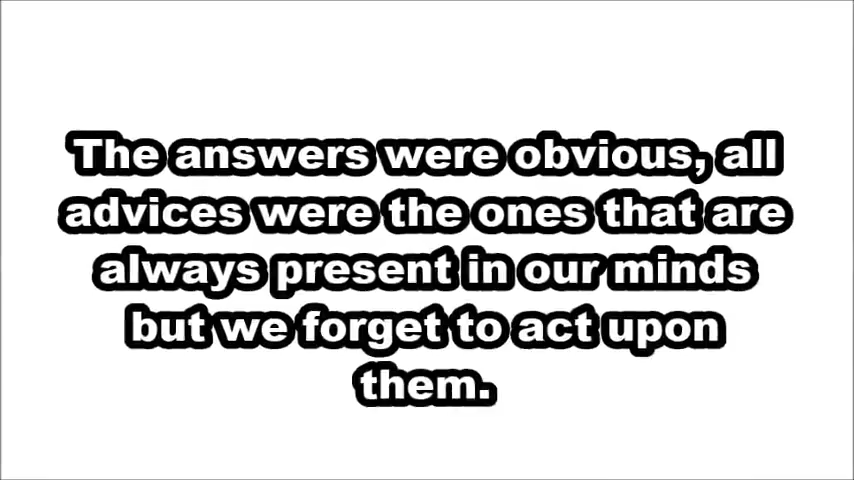 The answers were obvious, all
advices were the ones that are
always present in our minds
but we forget to act upon
them.